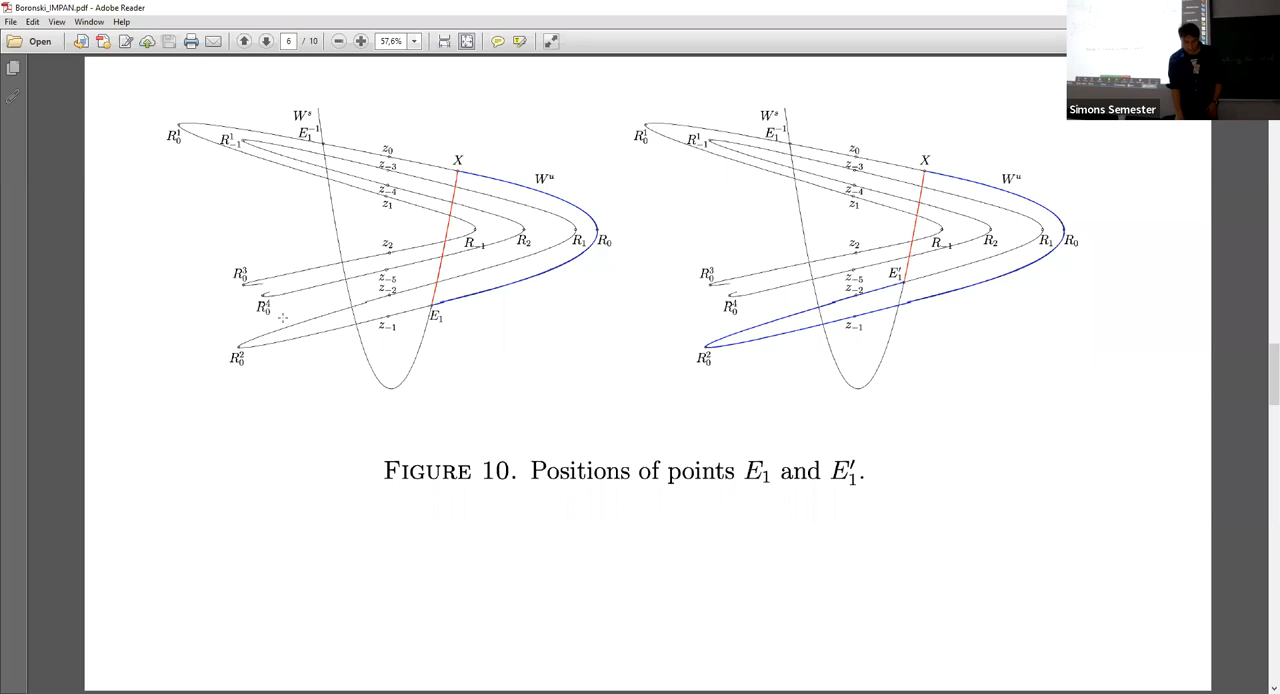 Boronski_IMPAN.pdf - Adobe Reader
File Edit View Window Help
Open 6 / 10 57,6%
Simons Semester
W^s
E_1^{-1}
R_0^1
R_{-1}^1
z_0
z_{-3}
X
W^u
z_{-4}
z_1
z_2
R_{-1}
R_2
R_1
R_0
R_0^3
z_{-5}
z_{-2}
R_0^4
E_1
z_{-1}
R_0^2
W^s
E_1^{-1}
R_0^1
R_{-1}^1
z_0
z_{-3}
X
W^u
z_{-4}
z_1
z_2
R_{-1}
R_2
R_1
R_0
R_0^3
E_1'
z_{-5}
z_{-2}
R_0^4
z_{-1}
R_0^2
FIGURE 10. Positions of points E_1 and E_1'.